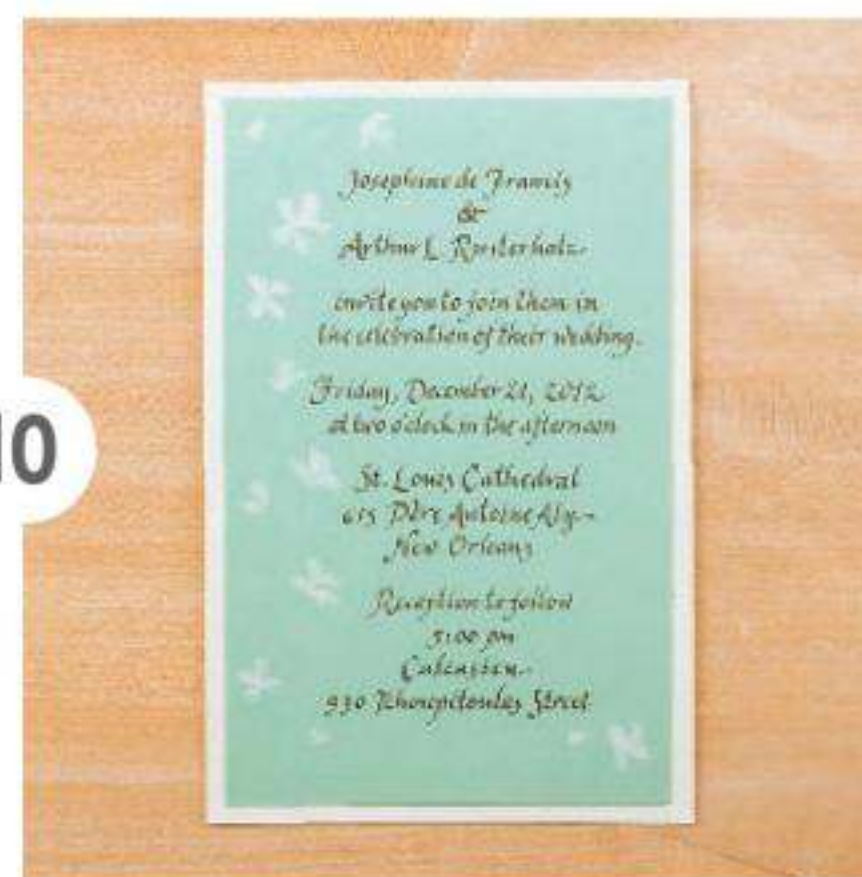 10
Josephine de Francis
&
Arthur L.
invite you to join them in
the celebration of their wedding.
Friday, December 21, 2012
at two o'clock in the afternoon
St. Louis Cathedral
615 Père Antoine Aly
New Orleans
Reception to follow
5:00 pm
Calcasieu
930 Tchoupitoulas Street